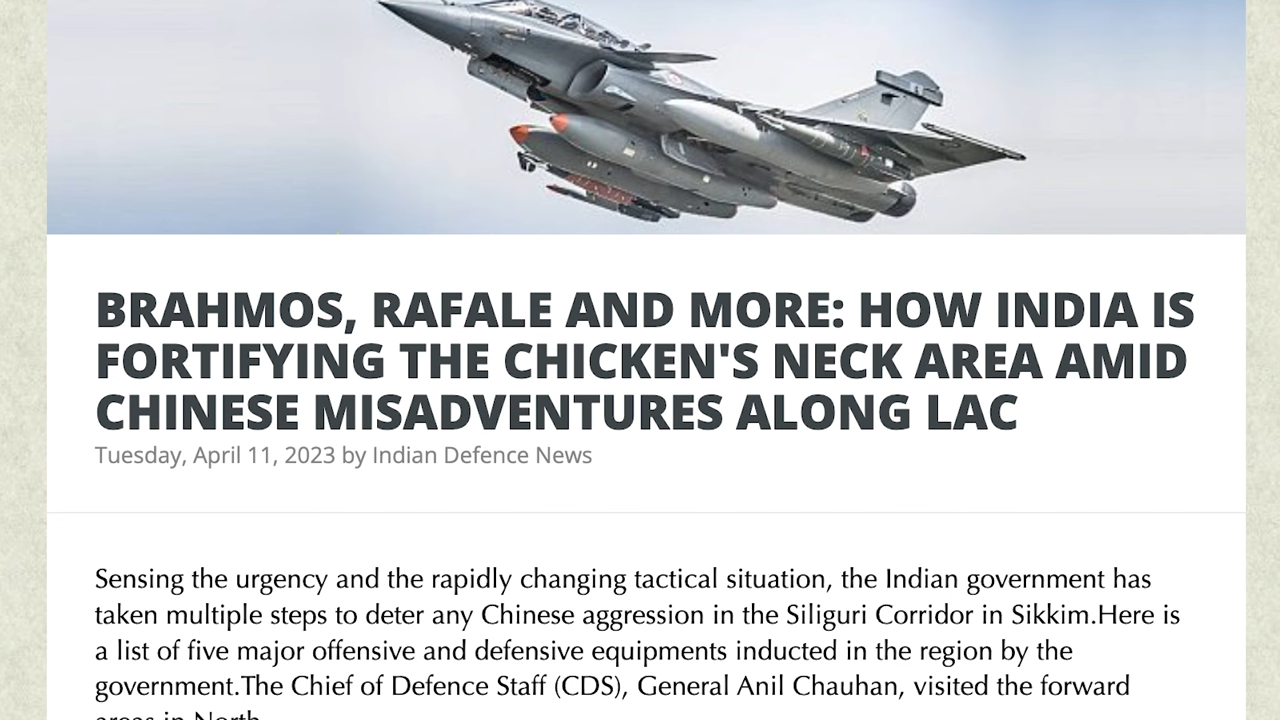 BRAHMOS, RAFALE AND MORE: HOW INDIA IS
FORTIFYING THE CHICKEN'S NECK AREA AMID
CHINESE MISADVENTURES ALONG LAC
Tuesday, April 11, 2023 by Indian Defence News
Sensing the urgency and the rapidly changing tactical situation, the Indian government has
taken multiple steps to deter any Chinese aggression in the Siliguri Corridor in Sikkim.Here is
a list of five major offensive and defensive equipments inducted in the region by the
government.The Chief of Defence Staff (CDS), General Anil Chauhan, visited the forward
areas in North